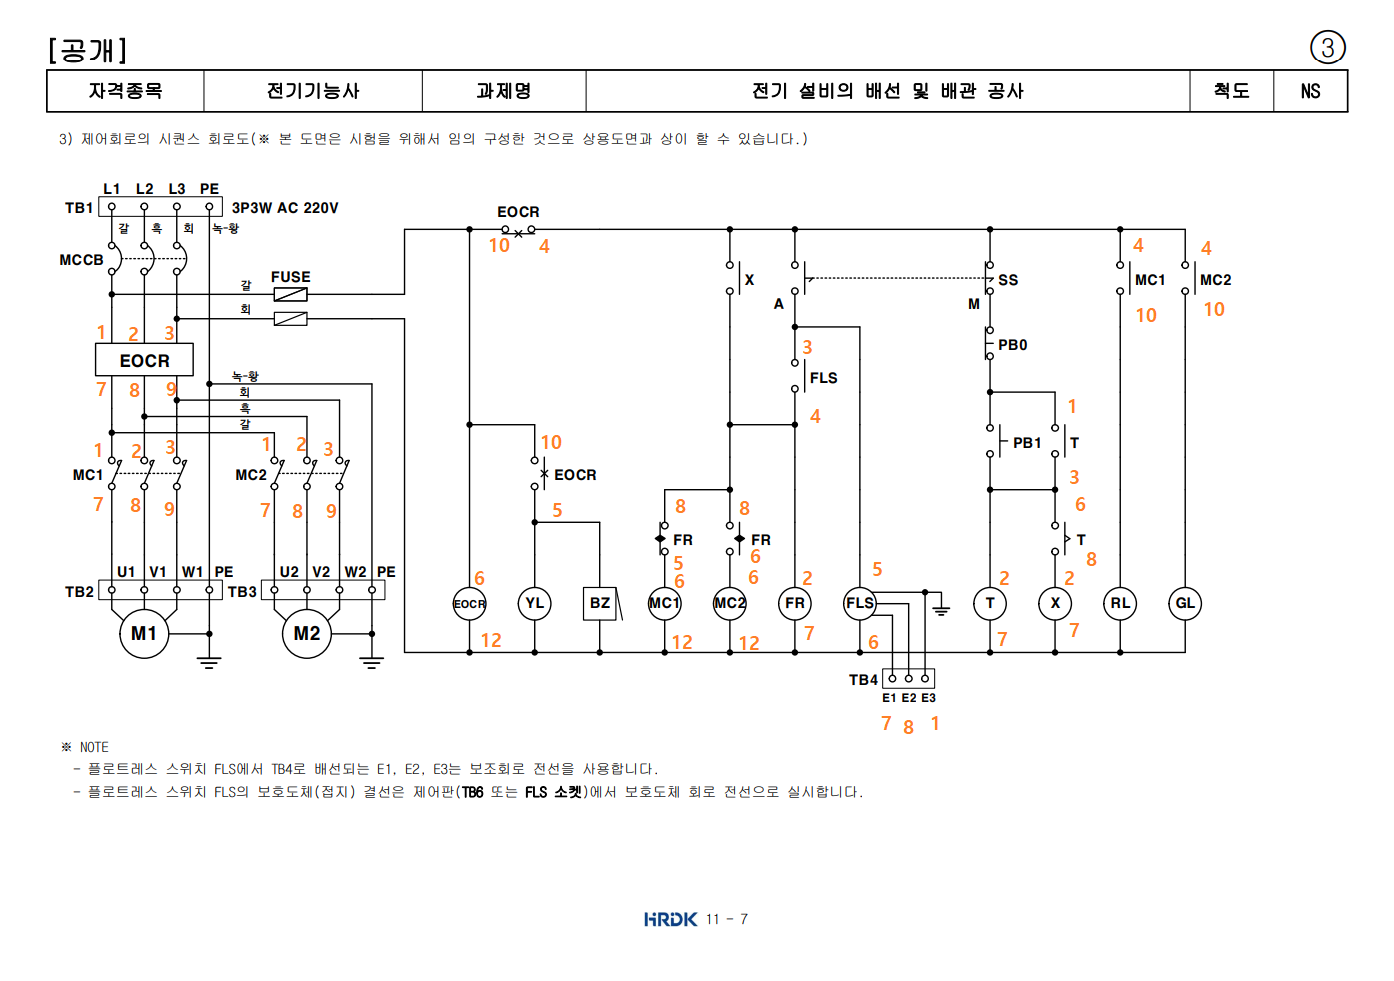 [공개]
③
자격종목 전기기능사 과제명 전기 설비의 배선 및 배관 공사 척도 NS
3) 제어회로의 시퀀스 회로도(※ 본 도면은 시험을 위해서 임의 구성한 것으로 상용도면과 상이 할 수 있습니다.)
L1 L2 L3 PE
TB1 3P3W AC 220V
갈 흑 회 녹-황
EOCR
10 4
4 4
MCCB
FUSE
갈
회
X
A
M
SS
MC1 MC2
10 10
1 2 3
EOCR
7 8 9
PB0
3
FLS
4
녹-황
회
흑
갈
1
1 2 3
MC1
7 8 9
1 2 3
MC2
7 8 9
10
EOCR
5
PB1 T
3
8 8 6
FR FR T
5 6 8
U1 V1 W1 PE
TB2
U2 V2 W2 PE
TB3
6 6 6 2 5 2 2
EOCR YL BZ MC1 MC2 FR FLS T X RL GL
12 12 12 7 6 7 7
M1 M2
TB4
E1 E2 E3
7 8 1
※ NOTE
- 플로트레스 스위치 FLS에서 TB4로 배선되는 E1, E2, E3는 보조회로 전선을 사용합니다.
- 플로트레스 스위치 FLS의 보호도체(접지) 결선은 제어판(TB6 또는 FLS 소켓)에서 보호도체 회로 전선으로 실시합니다.
HRDK 11 - 7